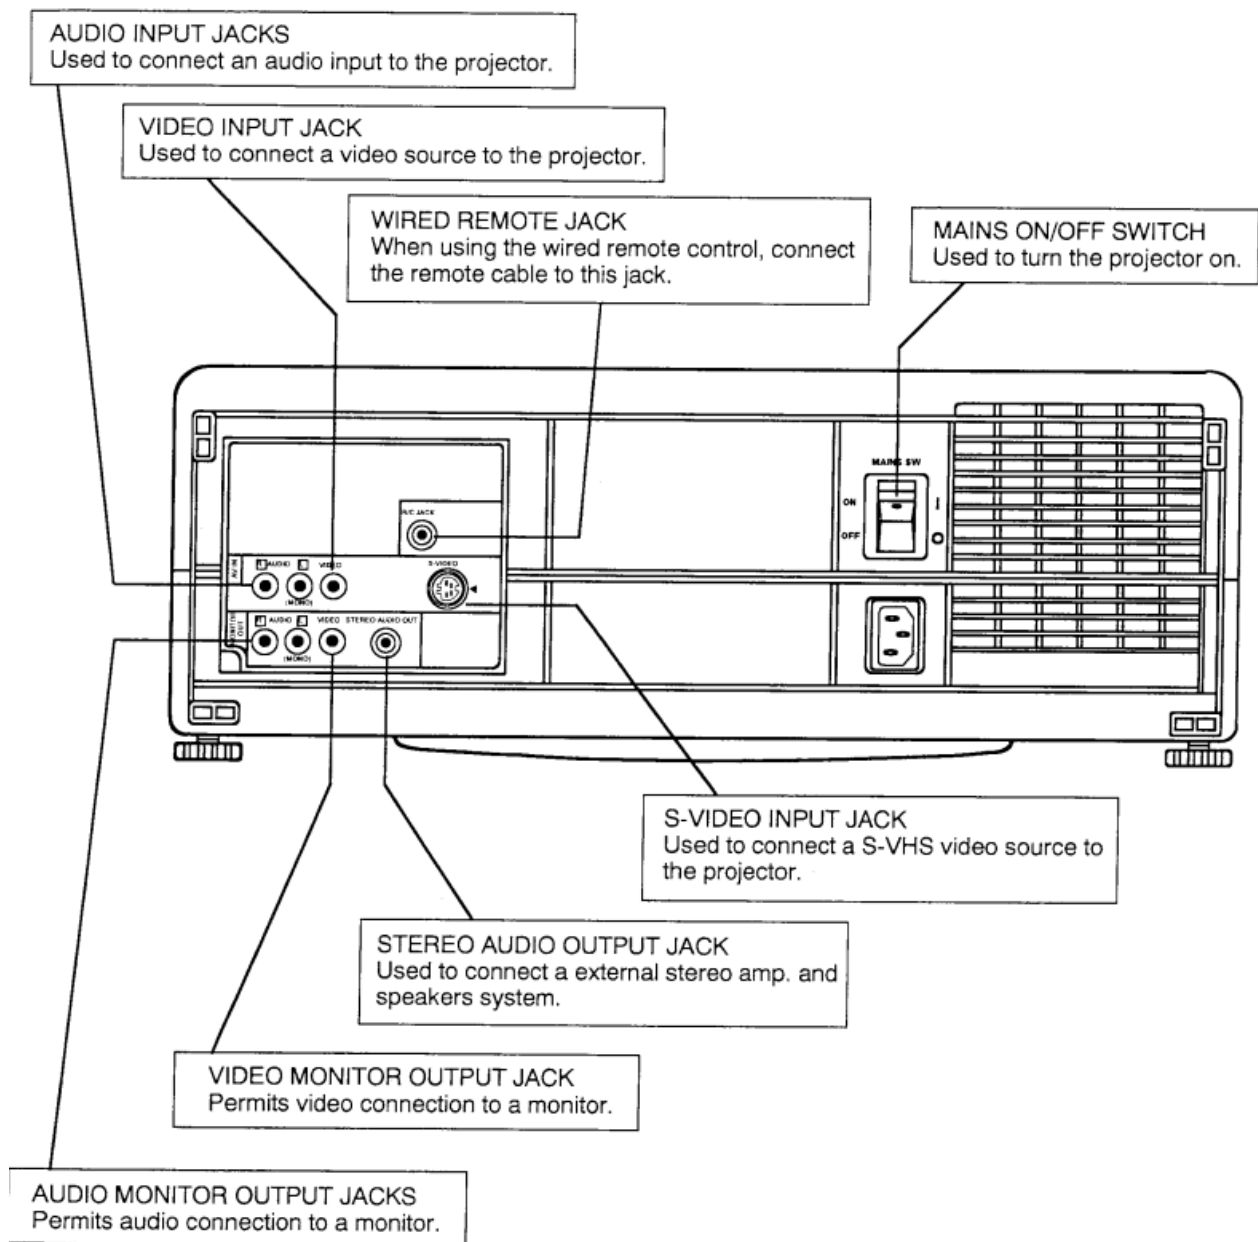 AUDIO INPUT JACKS
Used to connect an audio input to the projector.
VIDEO INPUT JACK
Used to connect a video source to the projector.
WIRED REMOTE JACK
When using the wired remote control, connect
the remote cable to this jack.
MAINS ON/OFF SWITCH
Used to turn the projector on.
MAINS SW
ON
I
OFF
O
R/C JACK
AV IN
R AUDIO L VIDEO
(MONO)
S-VIDEO
MONITOR
OUT
R AUDIO L VIDEO STEREO AUDIO OUT
(MONO)
S-VIDEO INPUT JACK
Used to connect a S-VHS video source to
the projector.
STEREO AUDIO OUTPUT JACK
Used to connect a external stereo amp. and
speakers system.
VIDEO MONITOR OUTPUT JACK
Permits video connection to a monitor.
AUDIO MONITOR OUTPUT JACKS
Permits audio connection to a monitor.